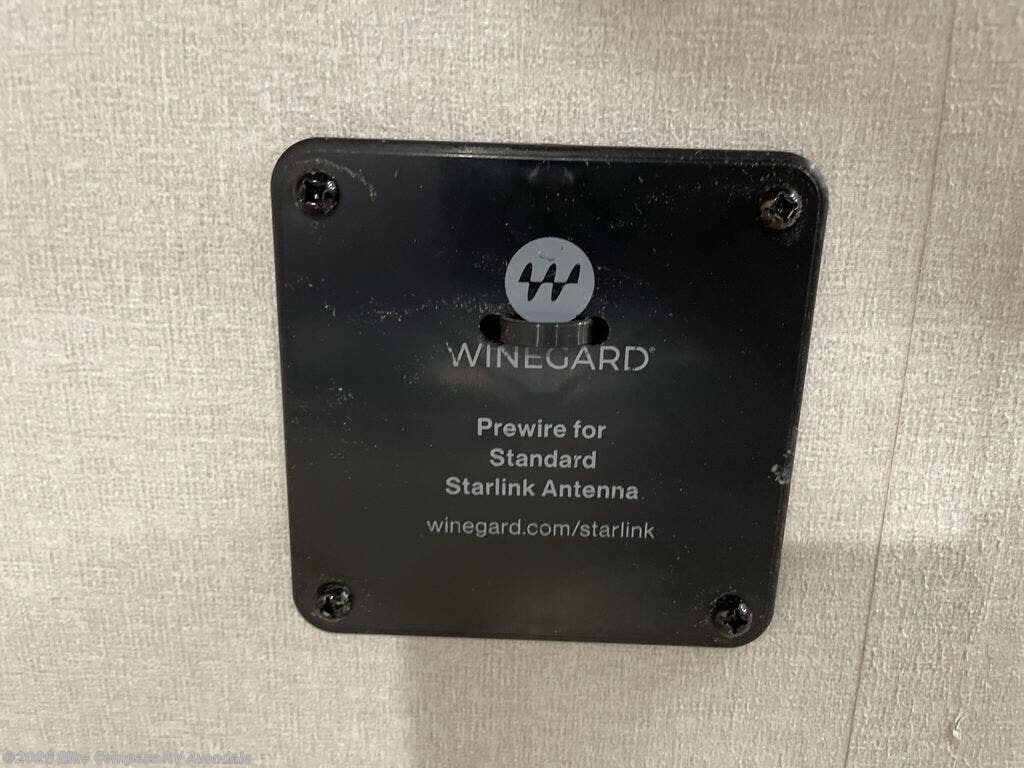 WINEGARD®
Prewire for
Standard
Starlink Antenna
winegard.com/starlink
©2026 Blue Compass RV Avondale